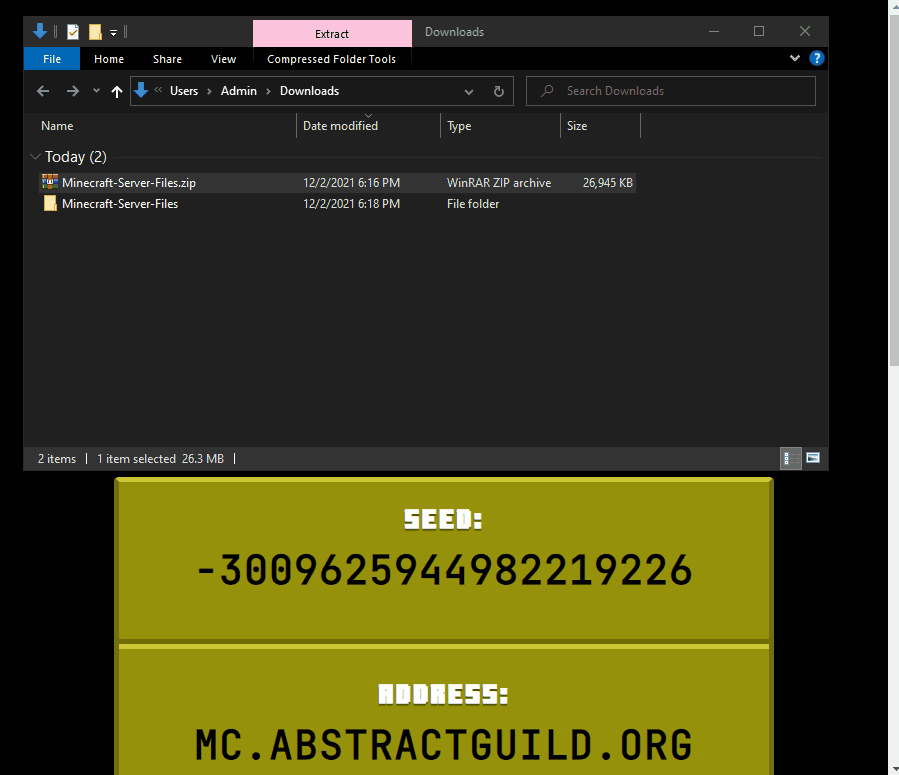 Extract Downloads
File Home Share View Compressed Folder Tools ?
« Users > Admin > Downloads Search Downloads
Name Date modified Type Size
Today (2)
Minecraft-Server-Files.zip 12/2/2021 6:16 PM WinRAR ZIP archive 26,945 KB
Minecraft-Server-Files 12/2/2021 6:18 PM File folder
2 items | 1 item selected 26.3 MB |
SEED:
-3009625944982219226
ADDRESS:
MC.ABSTRACTGUILD.ORG